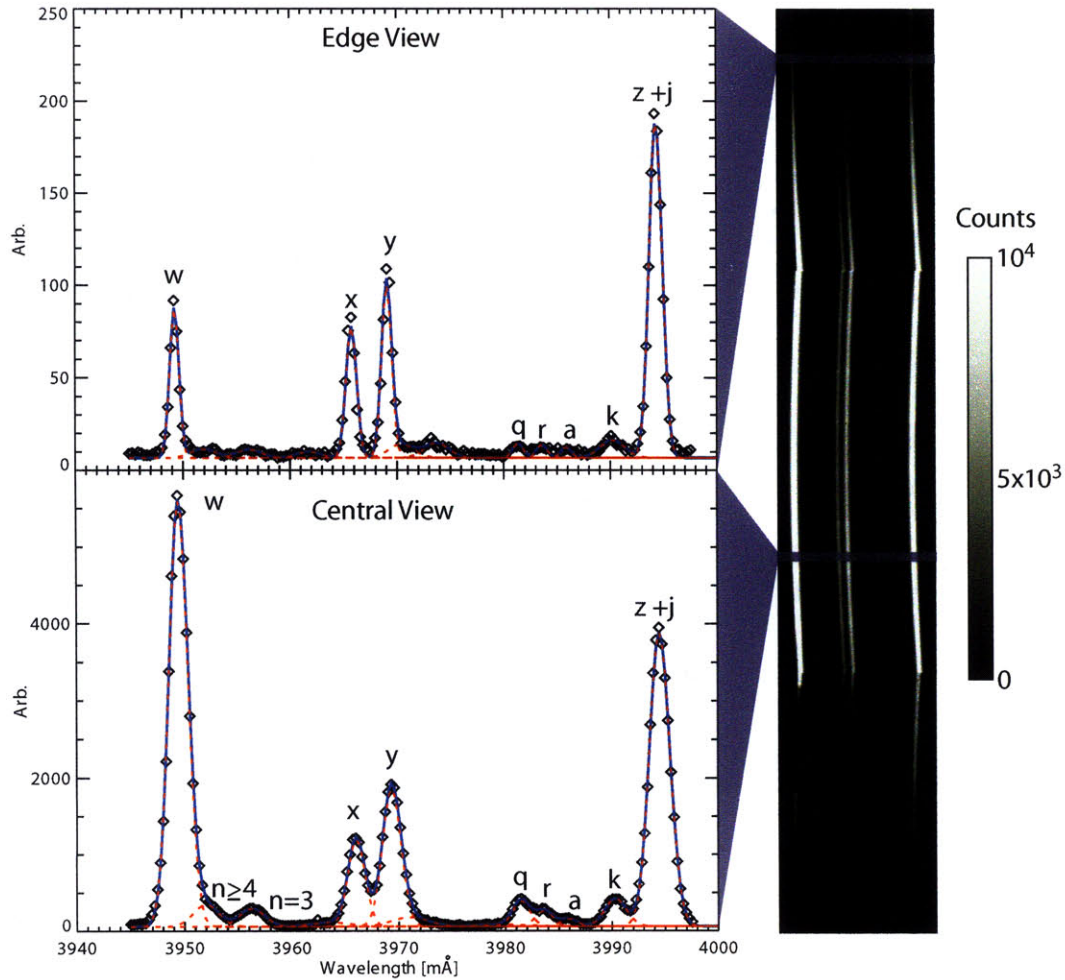 Edge View
250
200
150
100
50
0
Arb.
w
x
y
z +j
q
r
a
k
Central View
4000
2000
0
Arb.
w
n≥4
n=3
x
y
q
r
a
k
z +j
3940 3950 3960 3970 3980 3990 4000
Wavelength [mÅ]
Counts
10⁴
5x10³
0